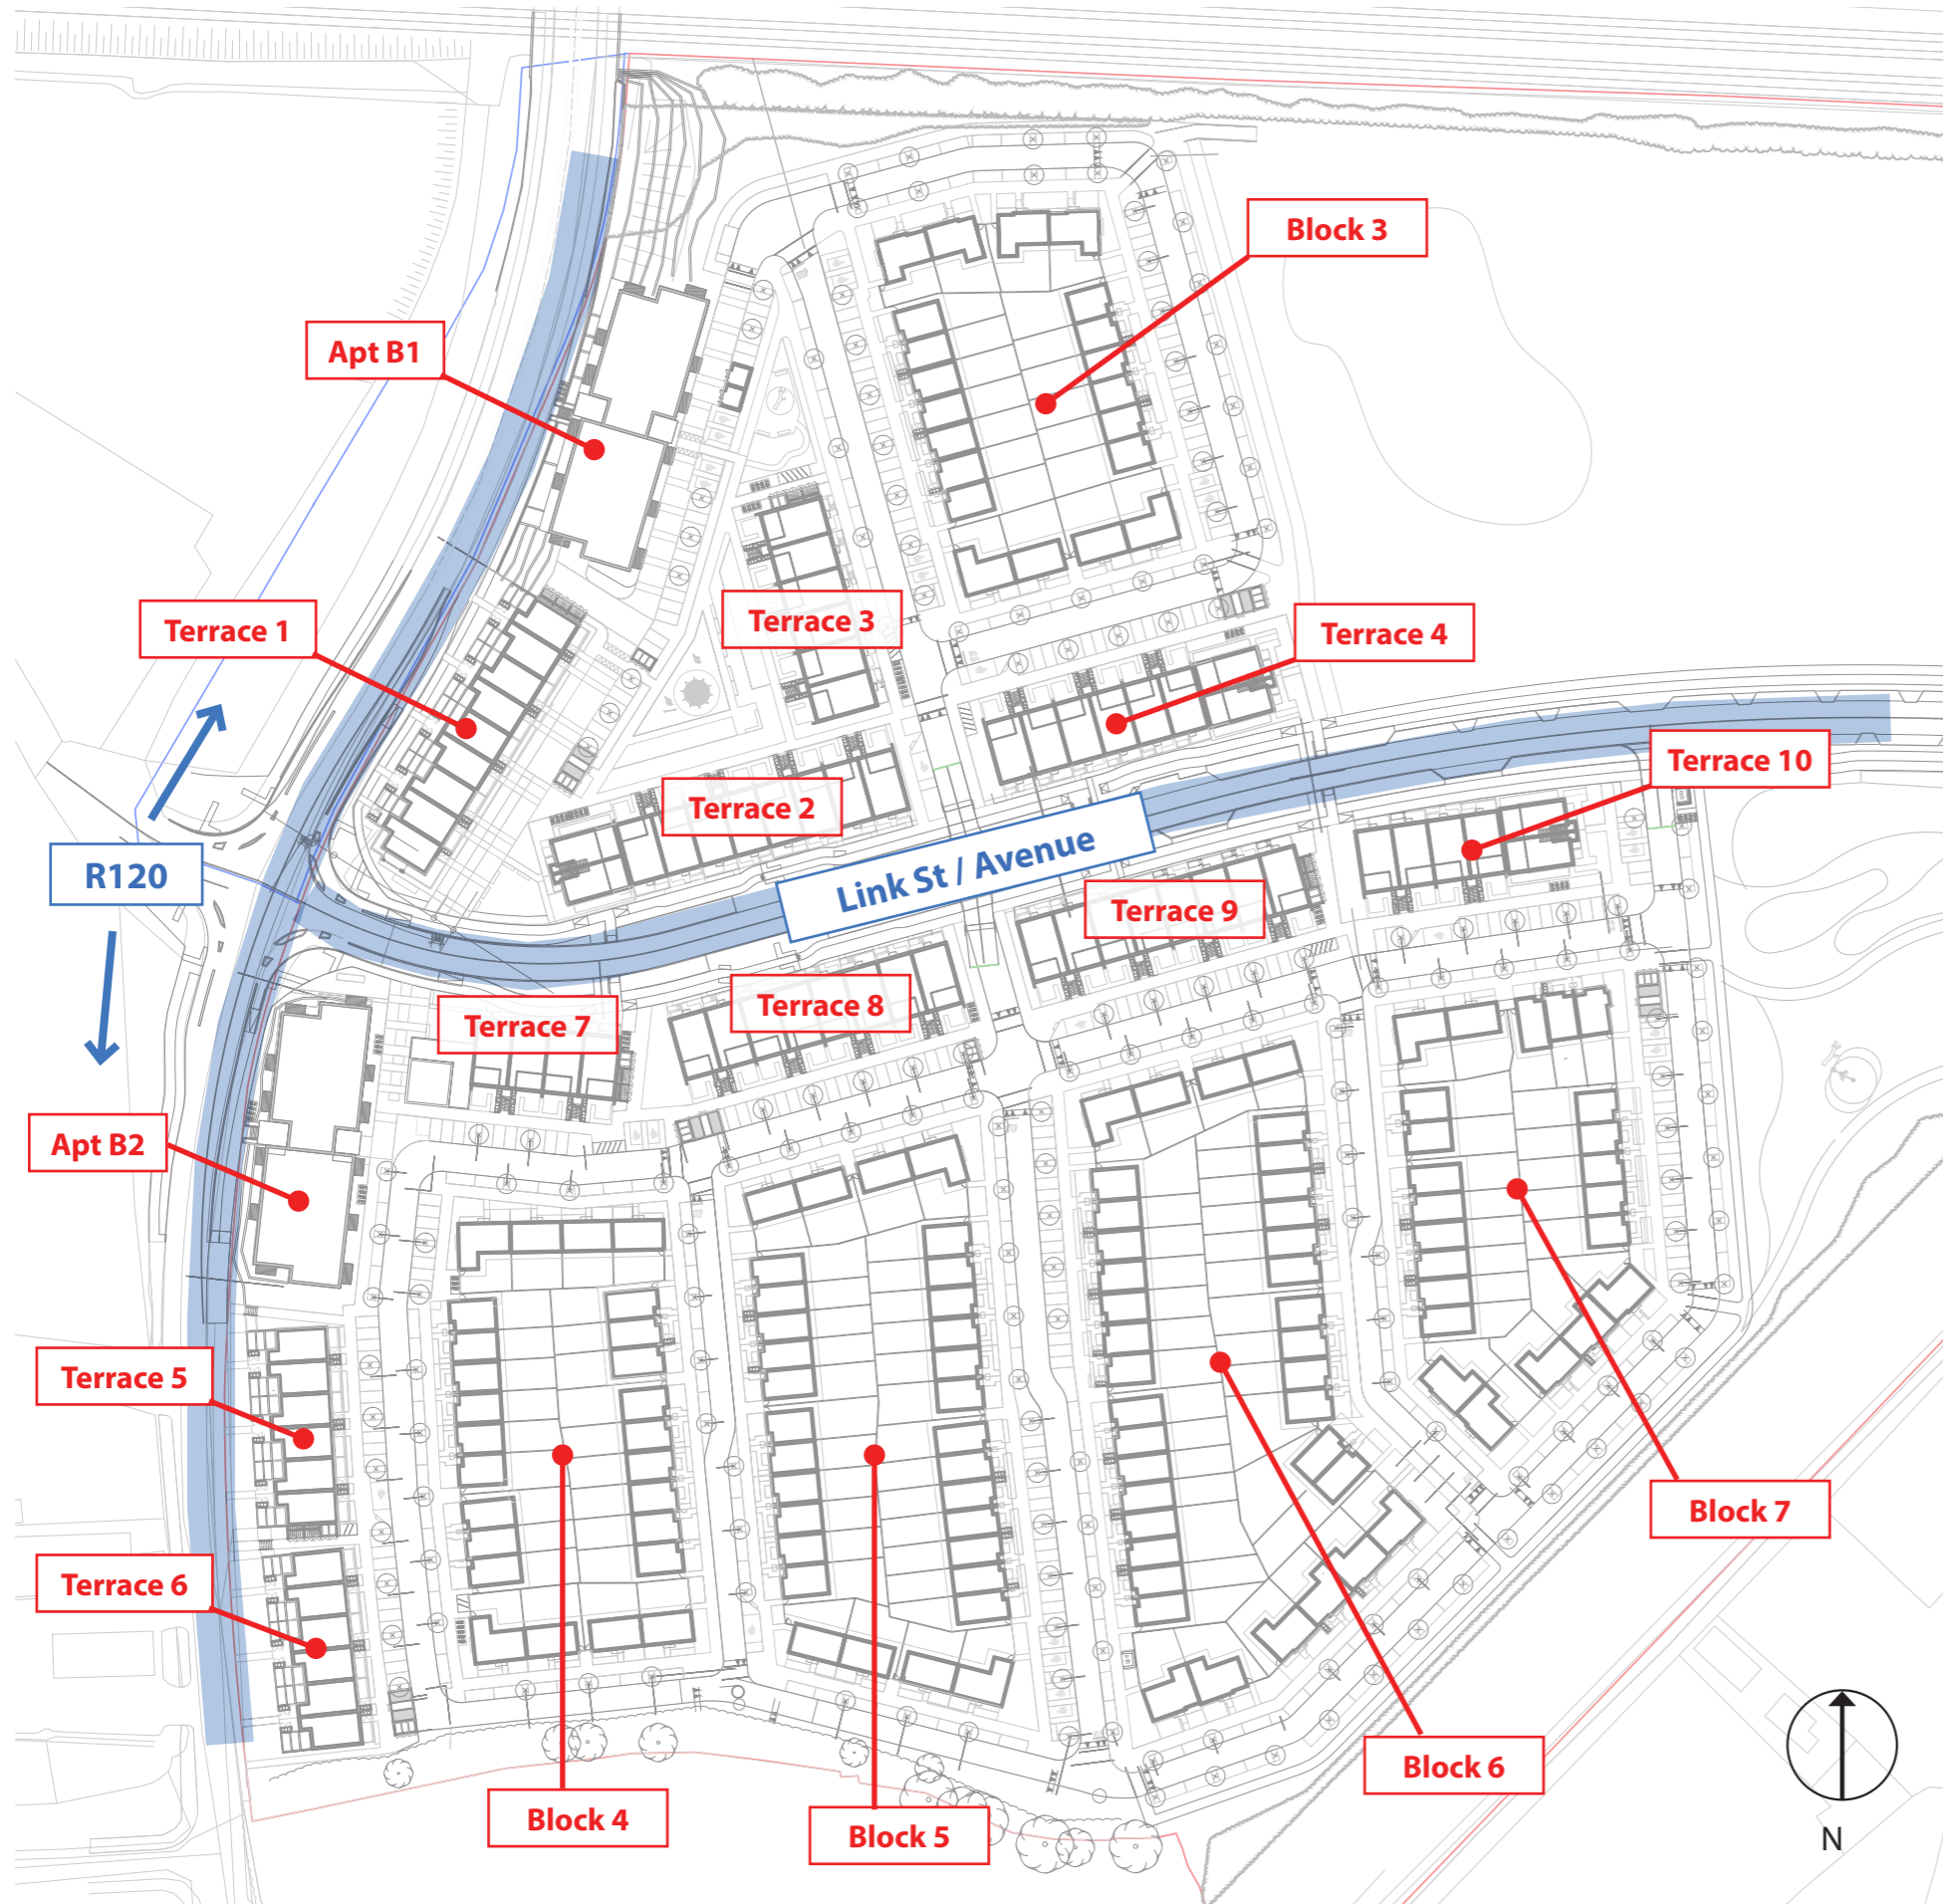 Block 3
Apt B1
Terrace 1
Terrace 3
Terrace 4
Terrace 10
Terrace 2
Link St / Avenue
R120
Terrace 9
Terrace 8
Terrace 7
Apt B2
Terrace 5
Block 7
Terrace 6
Block 6
Block 4
Block 5
N